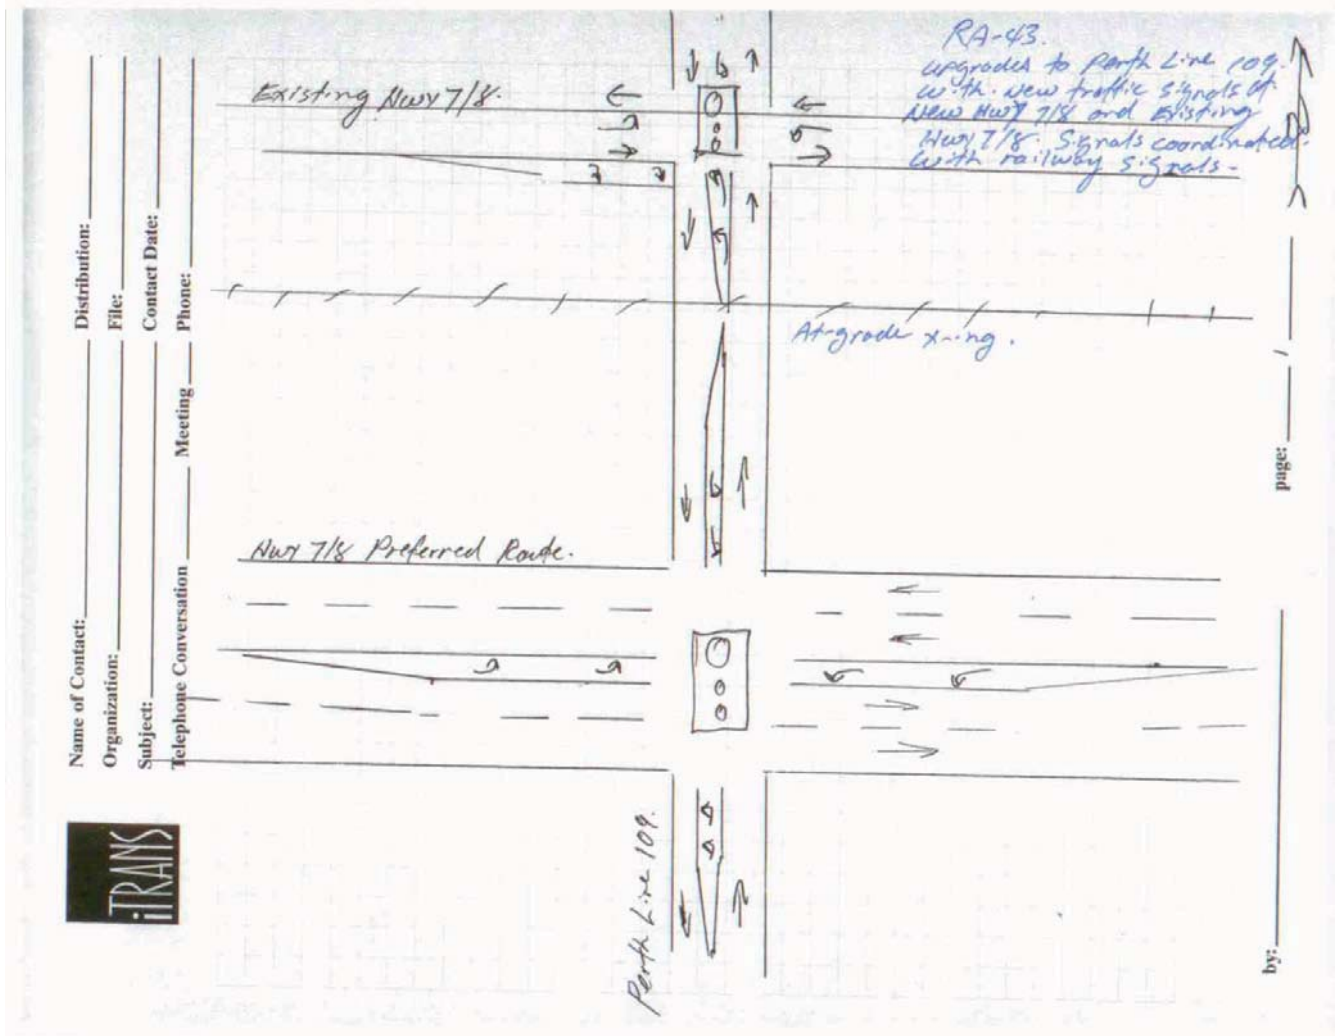 RA-43.
Upgrades to Perth Line 109.
with new traffic signals at
New Hwy 7/8 and Existing
Hwy 7/8. Signals coordinated
with railway signals.
Existing Hwy 7/8.
At-grade x-ing.
Hwy 7/8 Preferred Route.
Perth Line 109.
Name of Contact: Distribution:
Organization: File:
Subject: Contact Date:
Telephone Conversation Meeting Phone:
iTRANS
by: page: